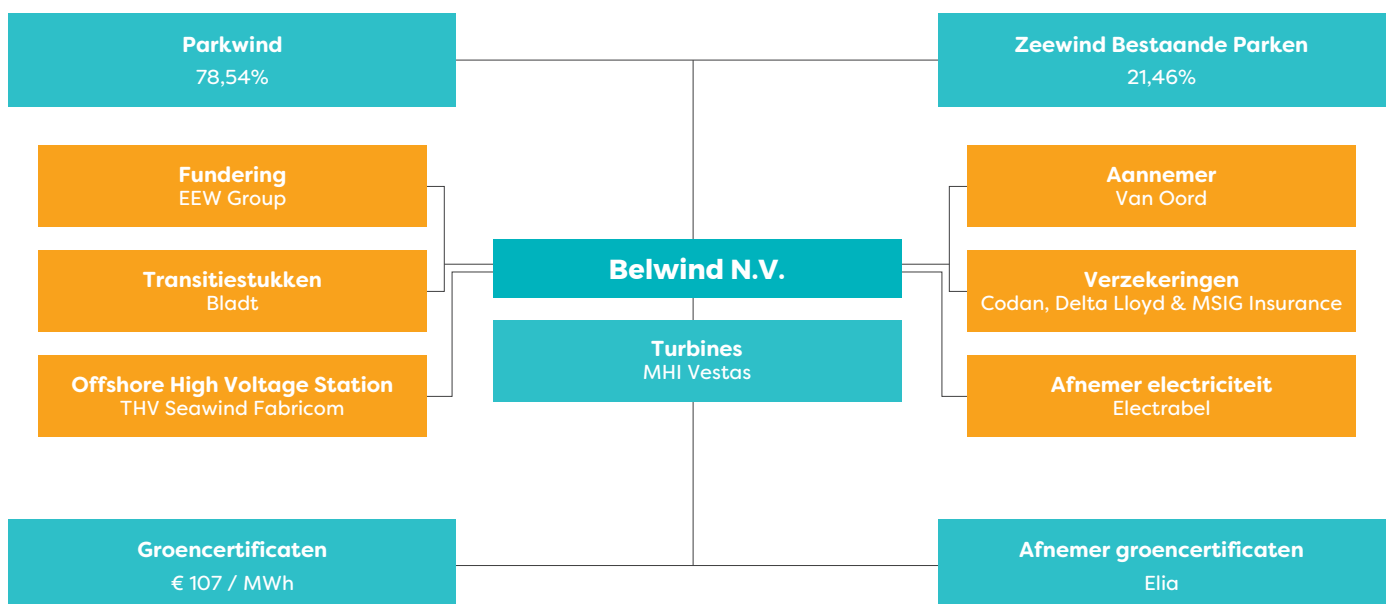 Parkwind
78,54%
Zeewind Bestaande Parken
21,46%
Fundering
EEW Group
Aannemer
Van Oord
Belwind N.V.
Transitiestukken
Bladt
Verzekeringen
Codan, Delta Lloyd & MSIG Insurance
Turbines
MHI Vestas
Offshore High Voltage Station
THV Seawind Fabricom
Afnemer electriciteit
Electrabel
Groencertificaten
€ 107 / MWh
Afnemer groencertificaten
Elia